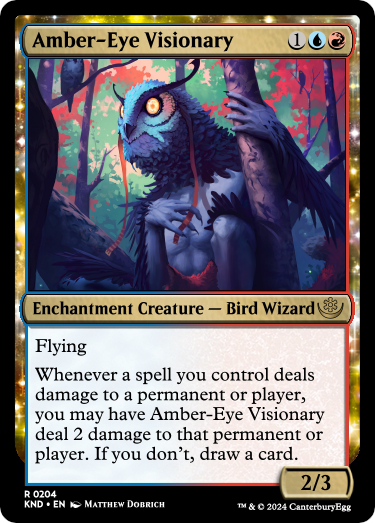 Amber-Eye Visionary 1
Enchantment Creature — Bird Wizard
Flying
Whenever a spell you control deals
damage to a permanent or player,
you may have Amber-Eye Visionary
deal 2 damage to that permanent or
player. If you don't, draw a card.
2/3
R 0204
KND • EN Matthew Dobrich
™ & © 2024 CanterburyEgg